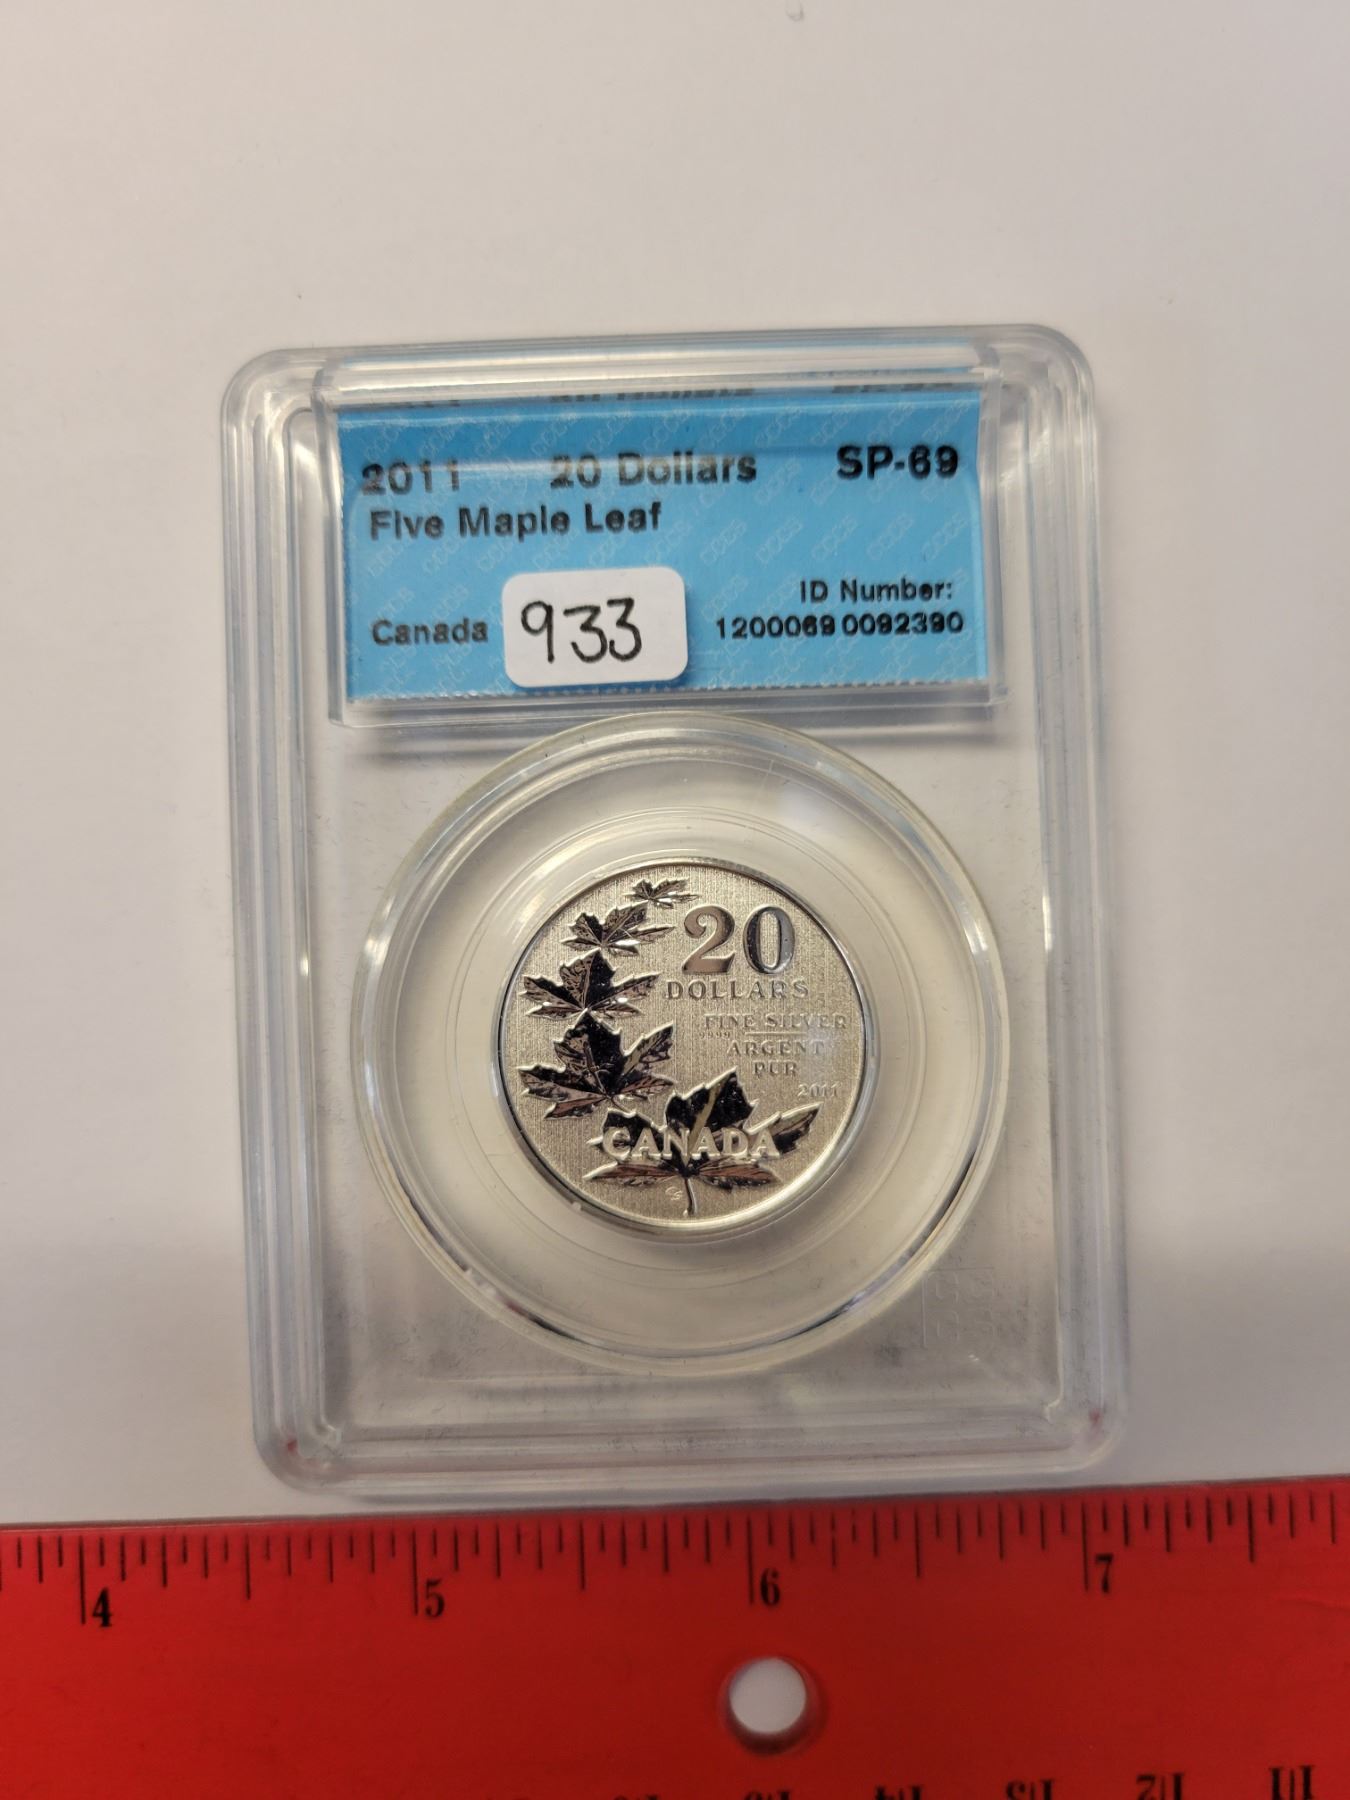 2011 20 Dollars SP-69
Five Maple Leaf
ID Number:
Canada 933 1200069 0092390
20
DOLLARS
FINE SILVER
9999
ARGENT
PUR
2011
CANADA
4 5 6 7